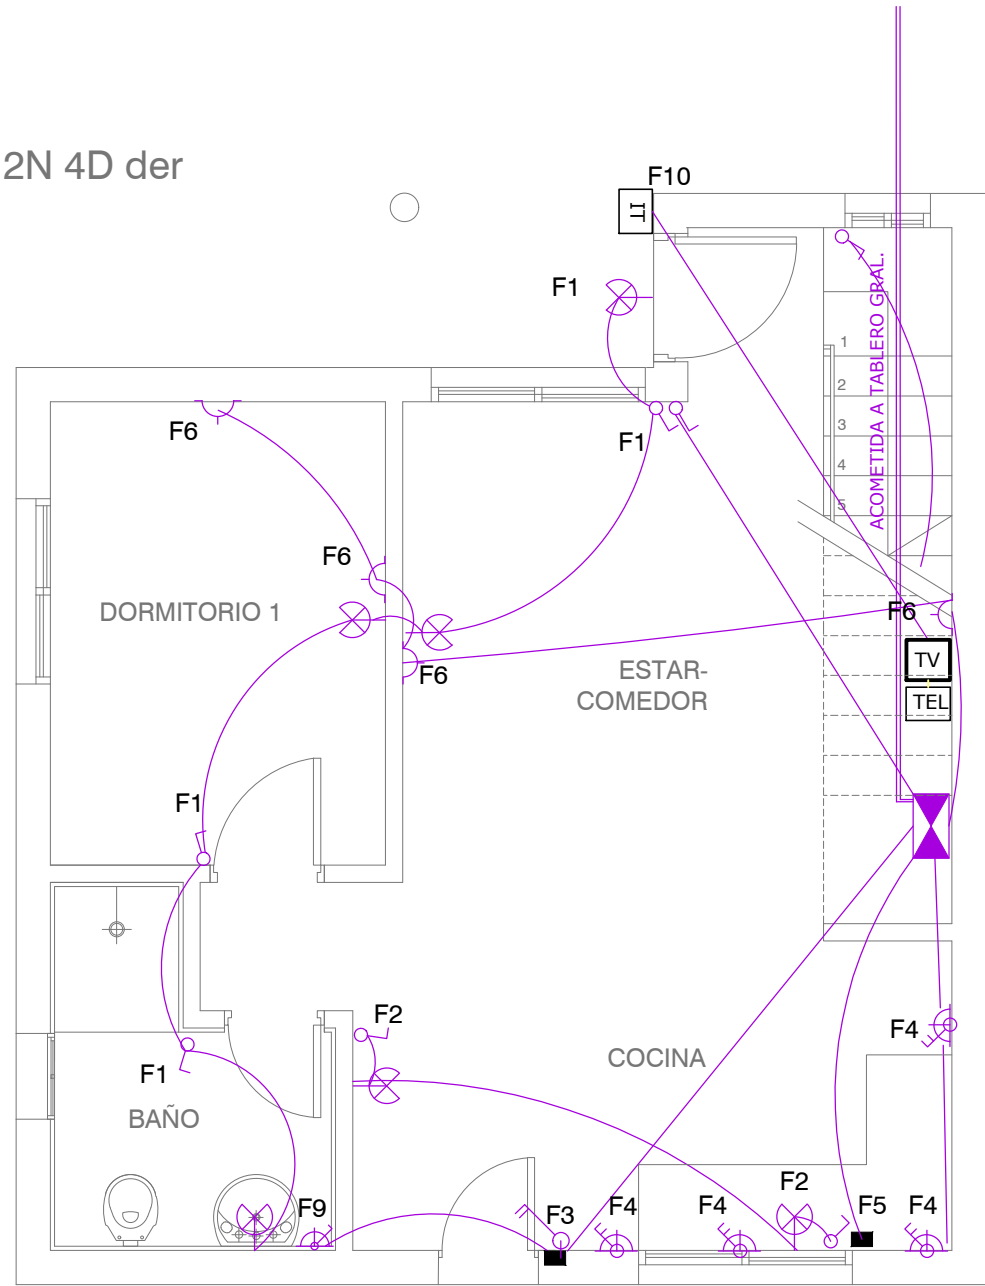 2N 4D der
F10
IT
F1
ACOMETIDA A TABLERO GRAL.
1
2
3
4
5
F6
F1
F6
DORMITORIO 1
F6
ESTAR-
COMEDOR
F6
TV
TEL
F1
F2
F4
COCINA
F1
BAÑO
F9
F3
F4
F4
F2
F5
F4